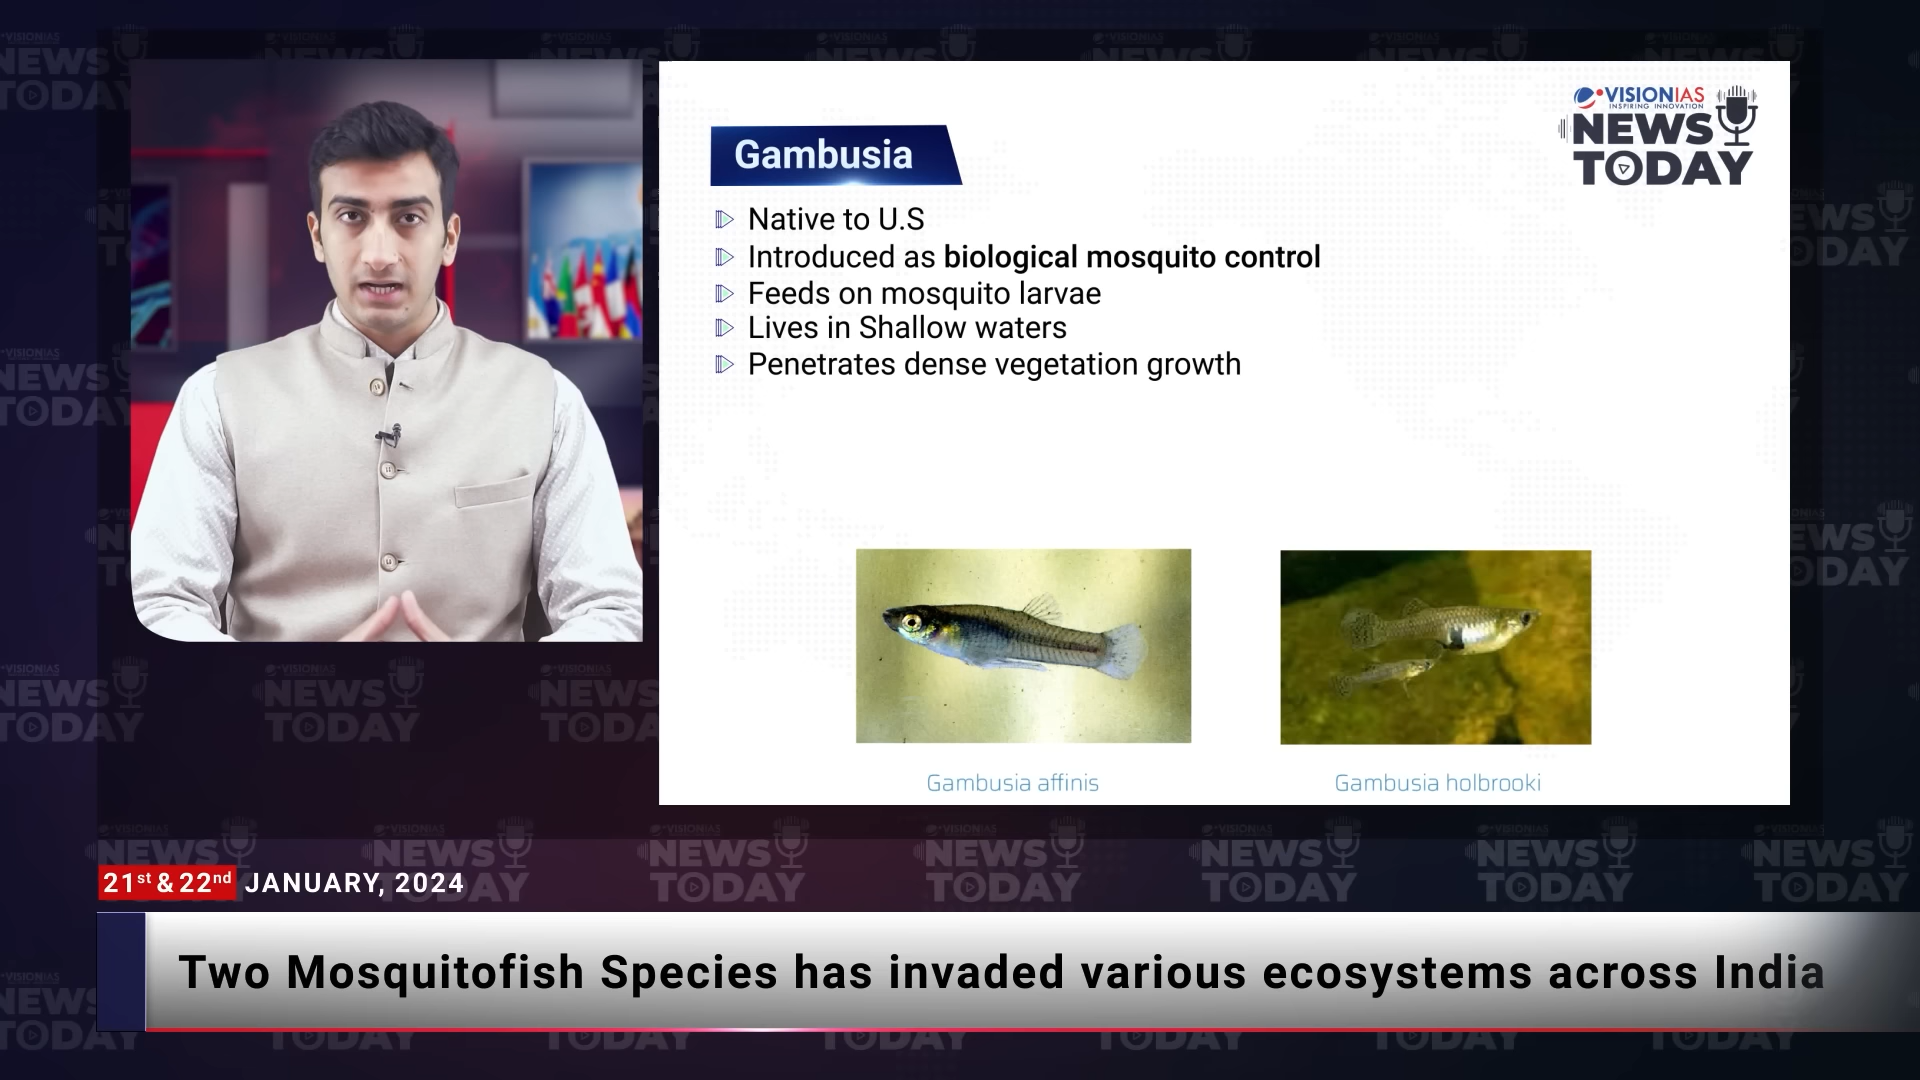 VISIONIAS
INSPIRING INNOVATION
NEWS
TODAY
Gambusia
Native to U.S
Introduced as biological mosquito control
Feeds on mosquito larvae
Lives in Shallow waters
Penetrates dense vegetation growth
Gambusia affinis
Gambusia holbrooki
21st & 22nd JANUARY, 2024
Two Mosquitofish Species has invaded various ecosystems across India